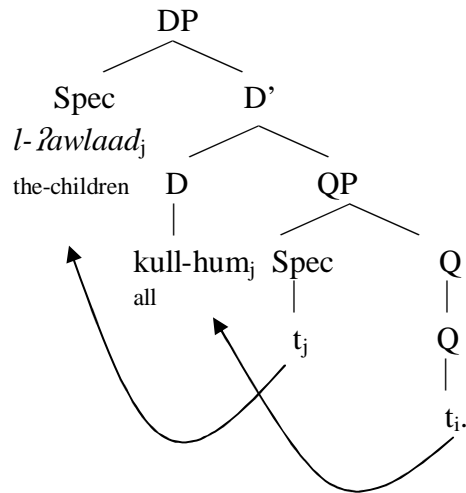 DP
Spec D’
l-ʔawlaadⱼ
the-children D QP
kull-humⱼ Spec Q
all
tⱼ Q
tᵢ.